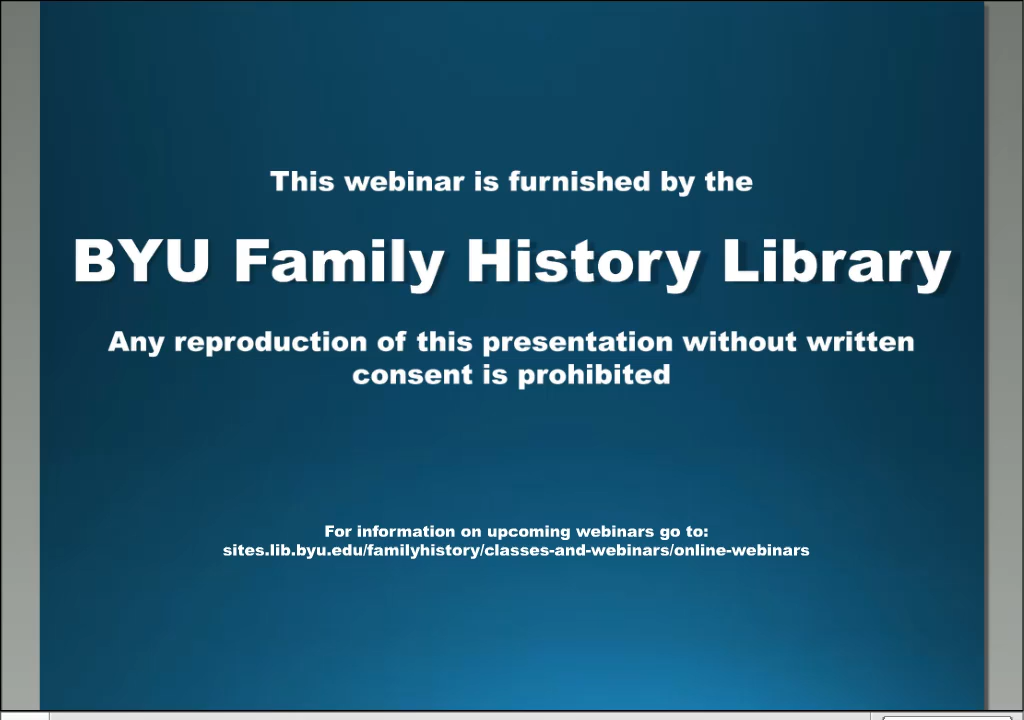 This webinar is furnished by the
BYU Family History Library
Any reproduction of this presentation without written
consent is prohibited
For information on upcoming webinars go to:
sites.lib.byu.edu/familyhistory/classes-and-webinars/online-webinars